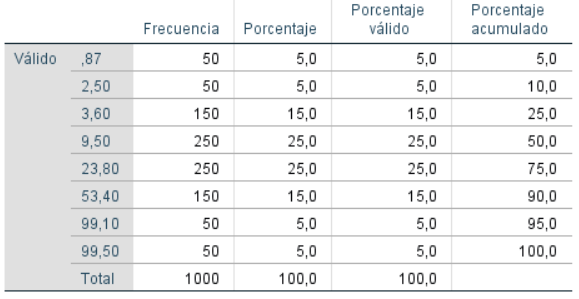 Frecuencia Porcentaje Porcentaje válido Porcentaje acumulado
Válido ,87 50 5,0 5,0 5,0
2,50 50 5,0 5,0 10,0
3,60 150 15,0 15,0 25,0
9,50 250 25,0 25,0 50,0
23,80 250 25,0 25,0 75,0
53,40 150 15,0 15,0 90,0
99,10 50 5,0 5,0 95,0
99,50 50 5,0 5,0 100,0
Total 1000 100,0 100,0